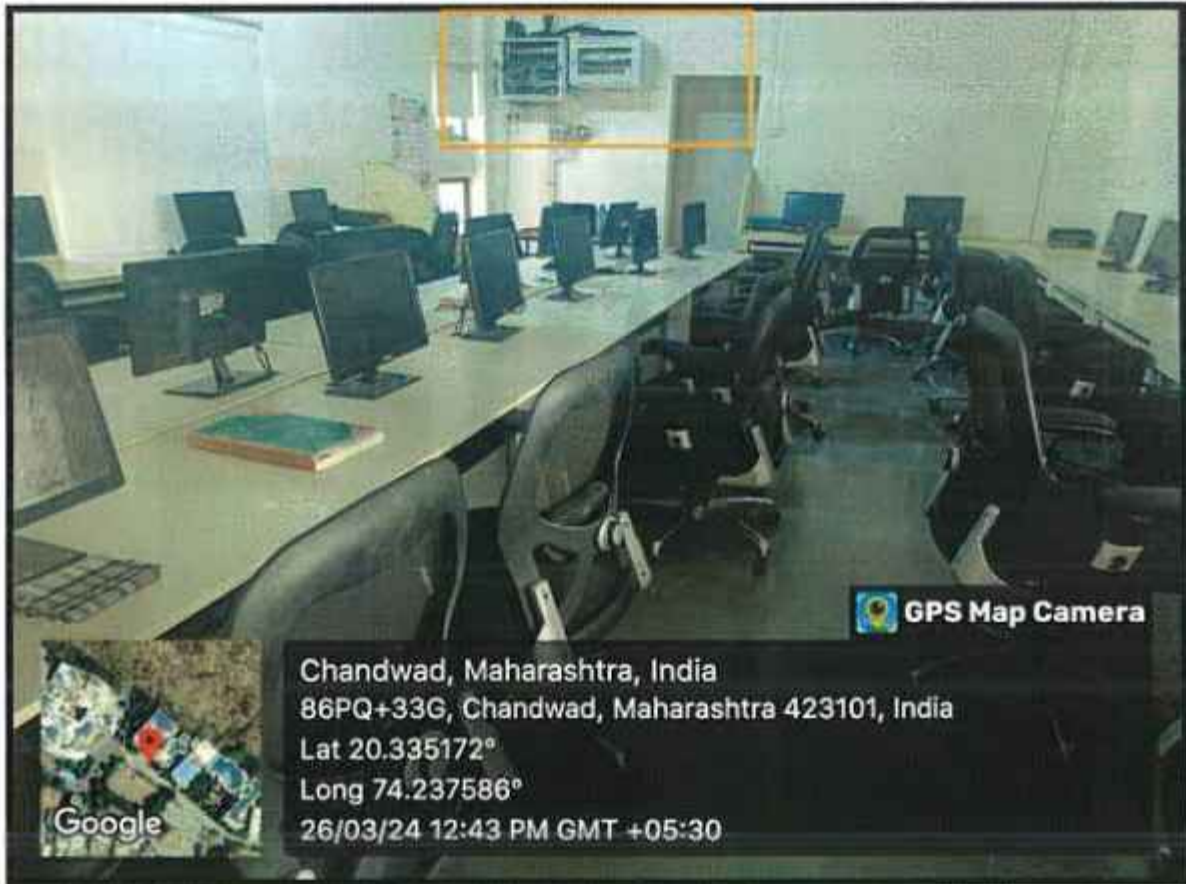 GPS Map Camera
Chandwad, Maharashtra, India
86PQ+33G, Chandwad, Maharashtra 423101, India
Lat 20.335172°
Long 74.237586°
26/03/24 12:43 PM GMT +05:30
Google